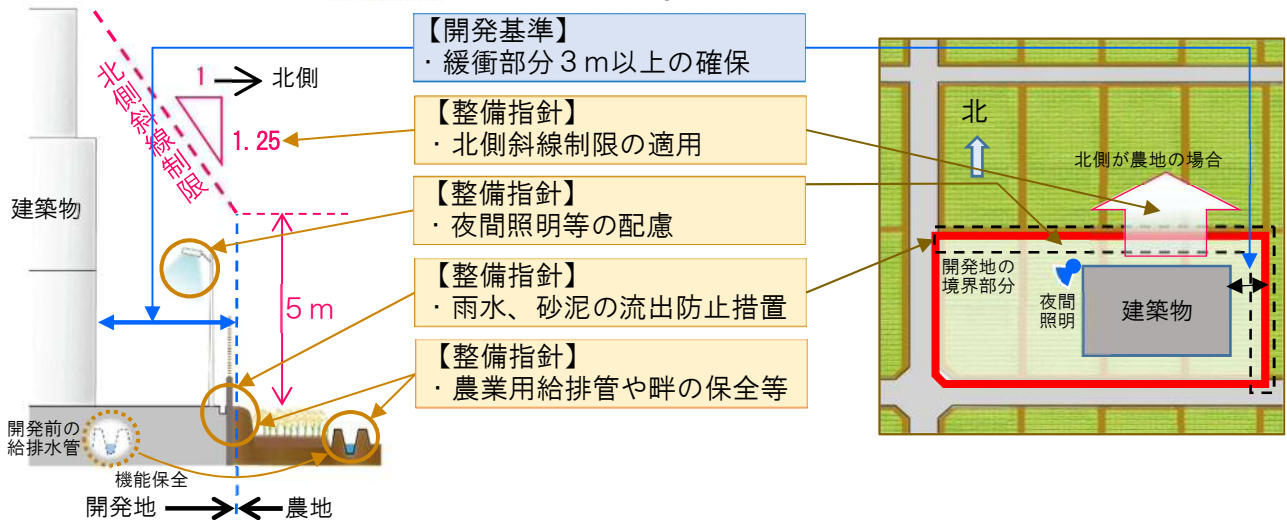 【開発基準】
・緩衝部分３ｍ以上の確保
【整備指針】
・北側斜線制限の適用
【整備指針】
・夜間照明等の配慮
【整備指針】
・雨水、砂泥の流出防止措置
【整備指針】
・農業用給排管や畔の保全等
北側斜線制限
1
北側
1.25
建築物
5ｍ
開発前の
給排水管
機能保全
開発地
農地
北
北側が農地の場合
開発地の
境界部分
夜間
照明
建築物